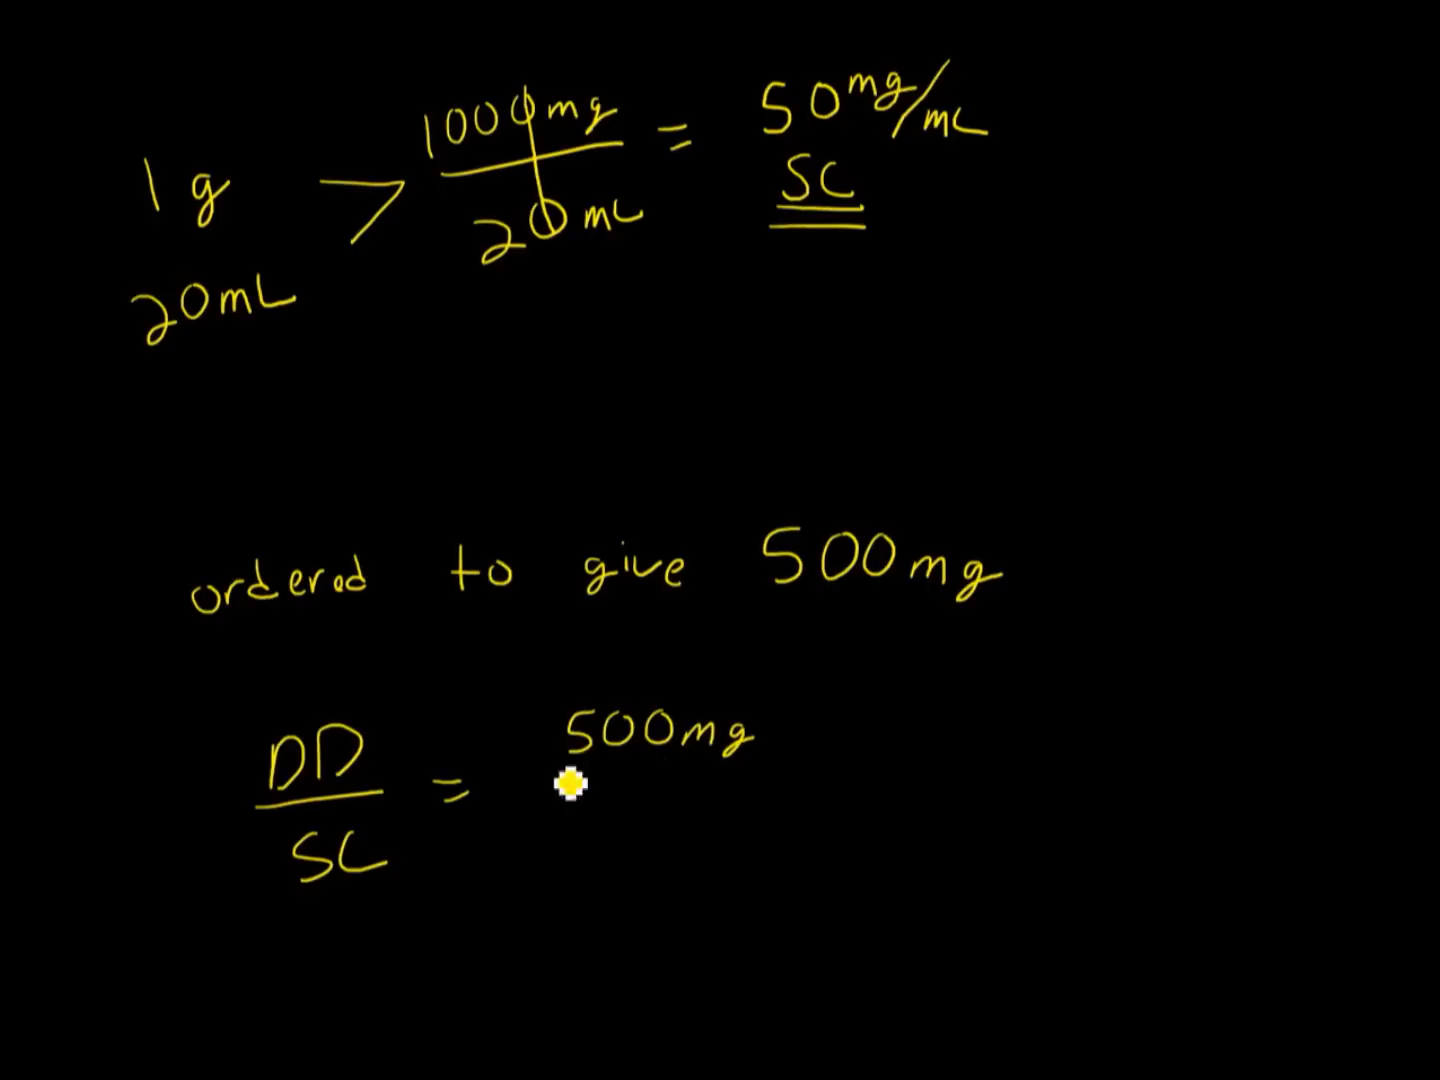 1g > 1000mg / 20mL = 50mg/mL
20mL
SC
ordered to give 500mg
DD / SC = 500mg